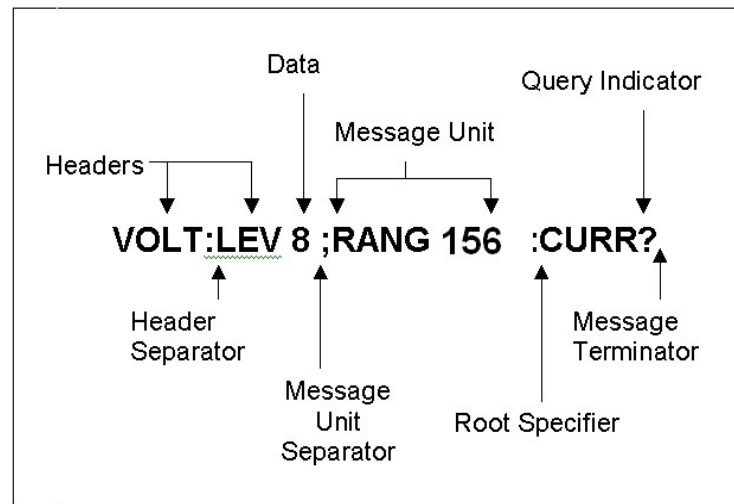 Data
Query Indicator
Message Unit
Headers
VOLT:LEV 8 ;RANG 156 :CURR?
Header
Separator
Message
Terminator
Message
Unit
Separator
Root Specifier